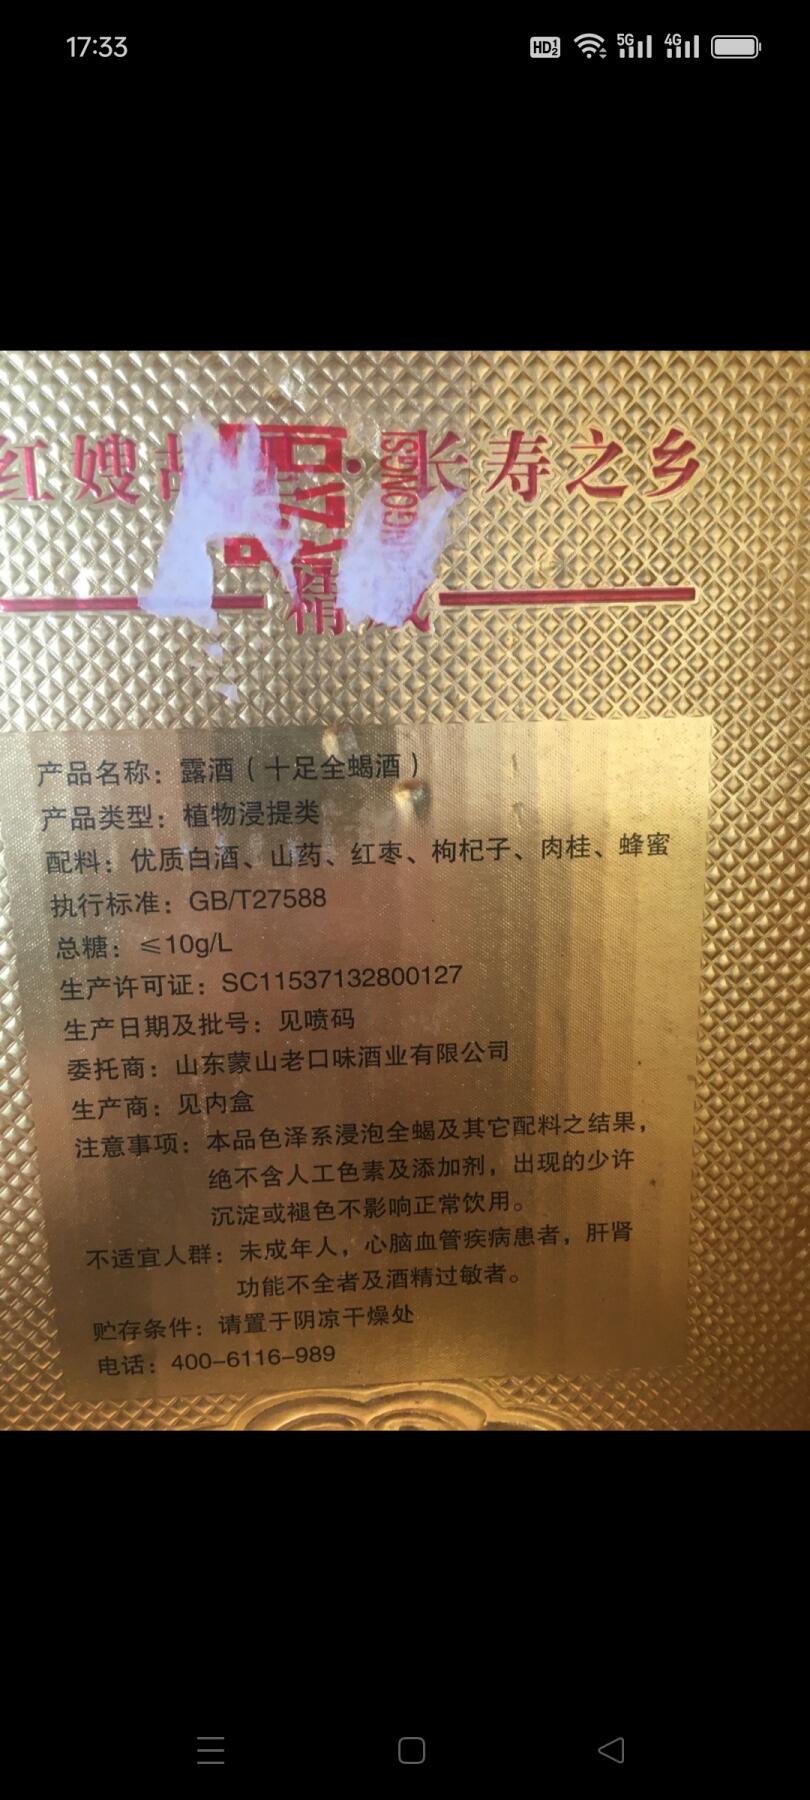 17:33
HD 1 2 5G 4G
红嫂 · 长寿之乡
GONGS
精
产品名称：露酒（十足全蝎酒）
产品类型：植物浸提类
配料：优质白酒、山药、红枣、枸杞子、肉桂、蜂蜜
执行标准：GB/T27588
总糖：≤10g/L
生产许可证：SC11537132800127
生产日期及批号：见喷码
委托商：山东蒙山老口味酒业有限公司
生产商：见内盒
注意事项：本品色泽系浸泡全蝎及其它配料之结果，
绝不含人工色素及添加剂，出现的少许
沉淀或褪色不影响正常饮用。
不适宜人群：未成年人，心脑血管疾病患者，肝肾
功能不全者及酒精过敏者。
贮存条件：请置于阴凉干燥处
电话：400-6116-989